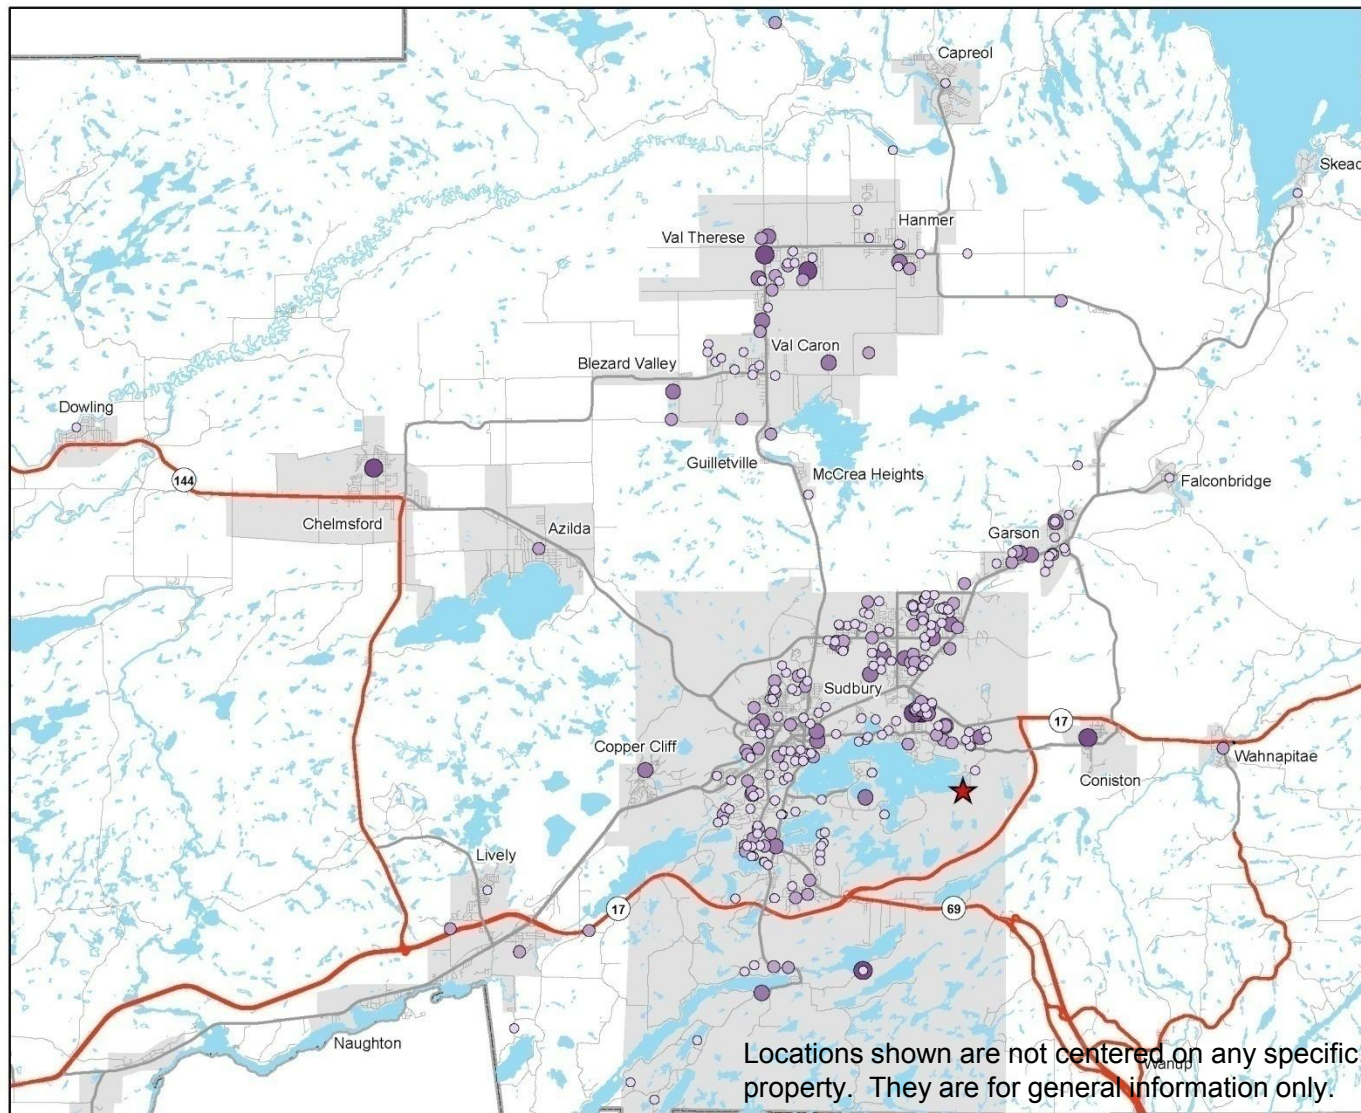 Capreol
Skead
Hanmer
Val Therese
Val Caron
Blezard Valley
Dowling
144
Guilletville
McCrea Heights
Falconbridge
Chelmsford
Azilda
Garson
Sudbury
17
Copper Cliff
Wahnapitae
Coniston
Lively
17
69
Naughton
Wanup
Locations shown are not centered on any specific
property. They are for general information only.